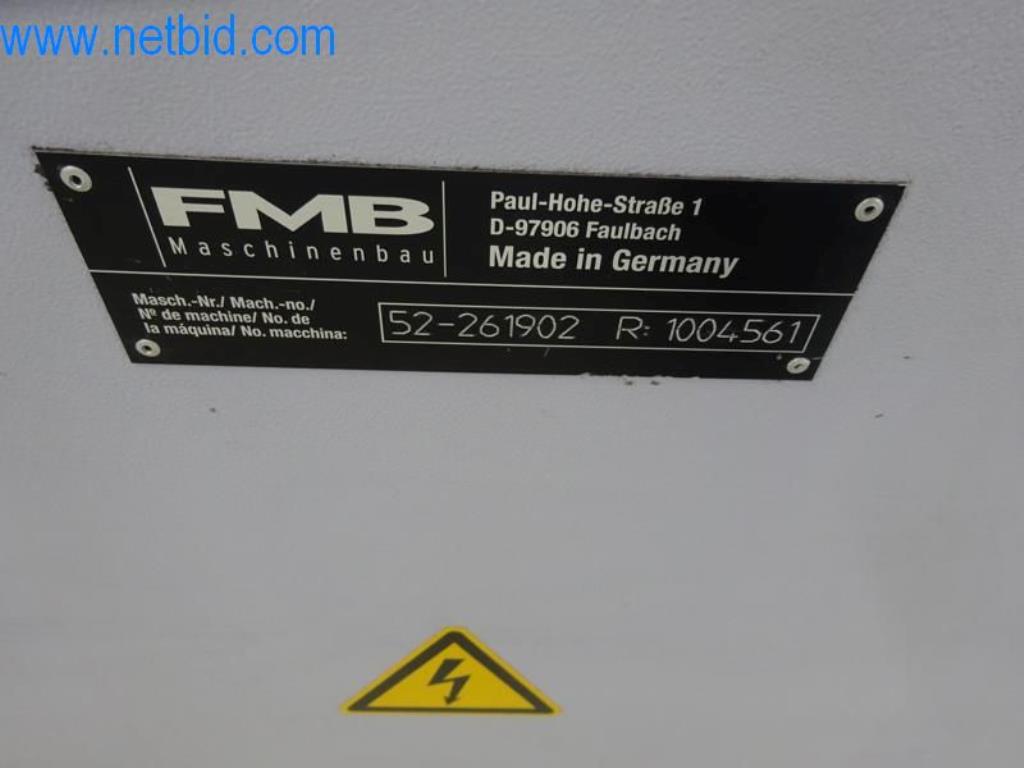 www.netbid.com
FMB
Maschinenbau
Paul-Hohe-Straße 1
D-97906 Faulbach
Made in Germany
Masch.-Nr./ Mach.-no./
Nº de machine/ No. de
la máquina/ No. macchina:
52-261902 R: 1004561